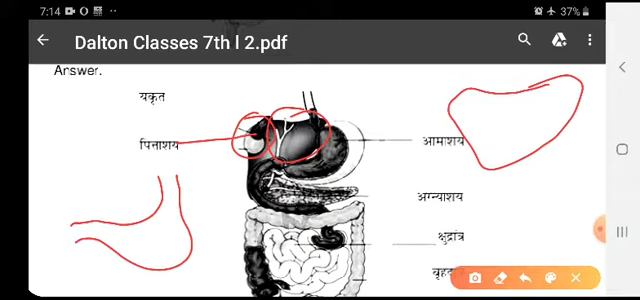 7:14
37%
Dalton Classes 7th l 2.pdf
Answer.
यकृत
पित्ताशय
आमाशय
अग्न्याशय
क्षुद्रांत्र